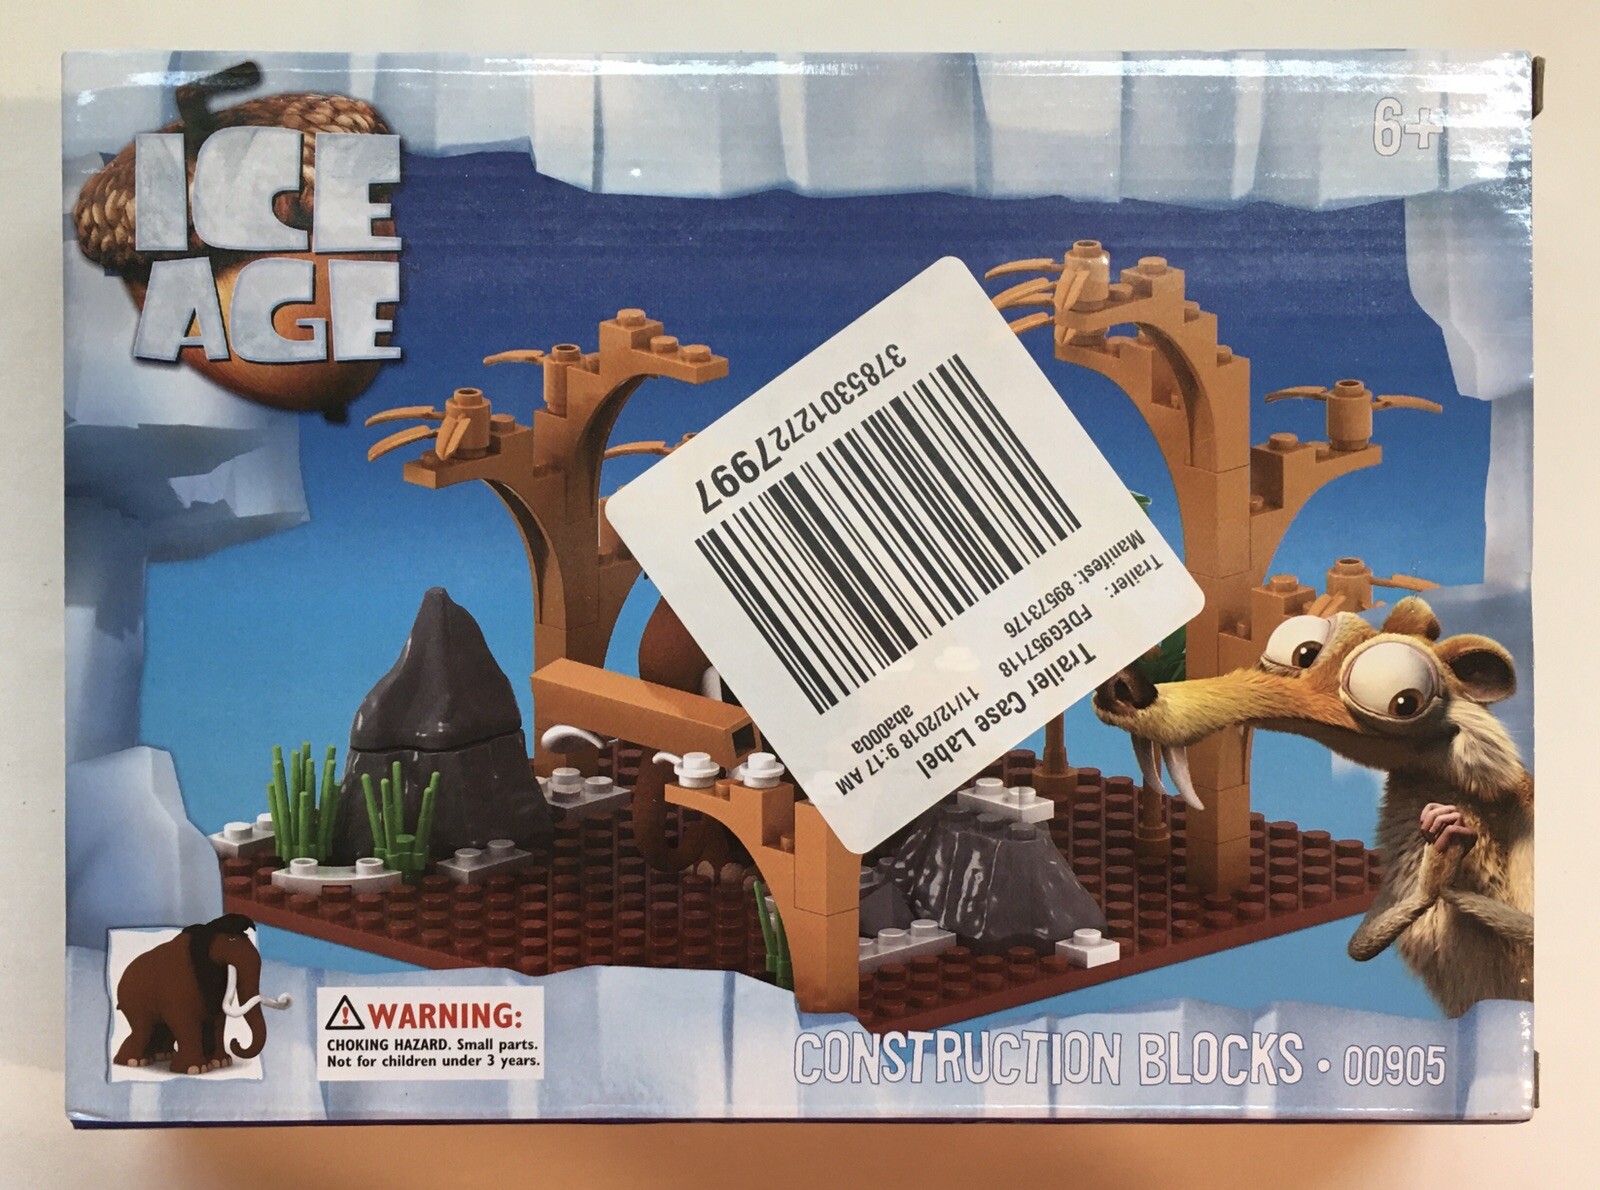 ICE
AGE
6+
37853012727997
Trailer Case Label
Trailer: FDEG957118 11/12/2018 9:17 AM
Manifest: 89573176 aba000a
WARNING:
CHOKING HAZARD. Small parts.
Not for children under 3 years.
CONSTRUCTION BLOCKS • 00905